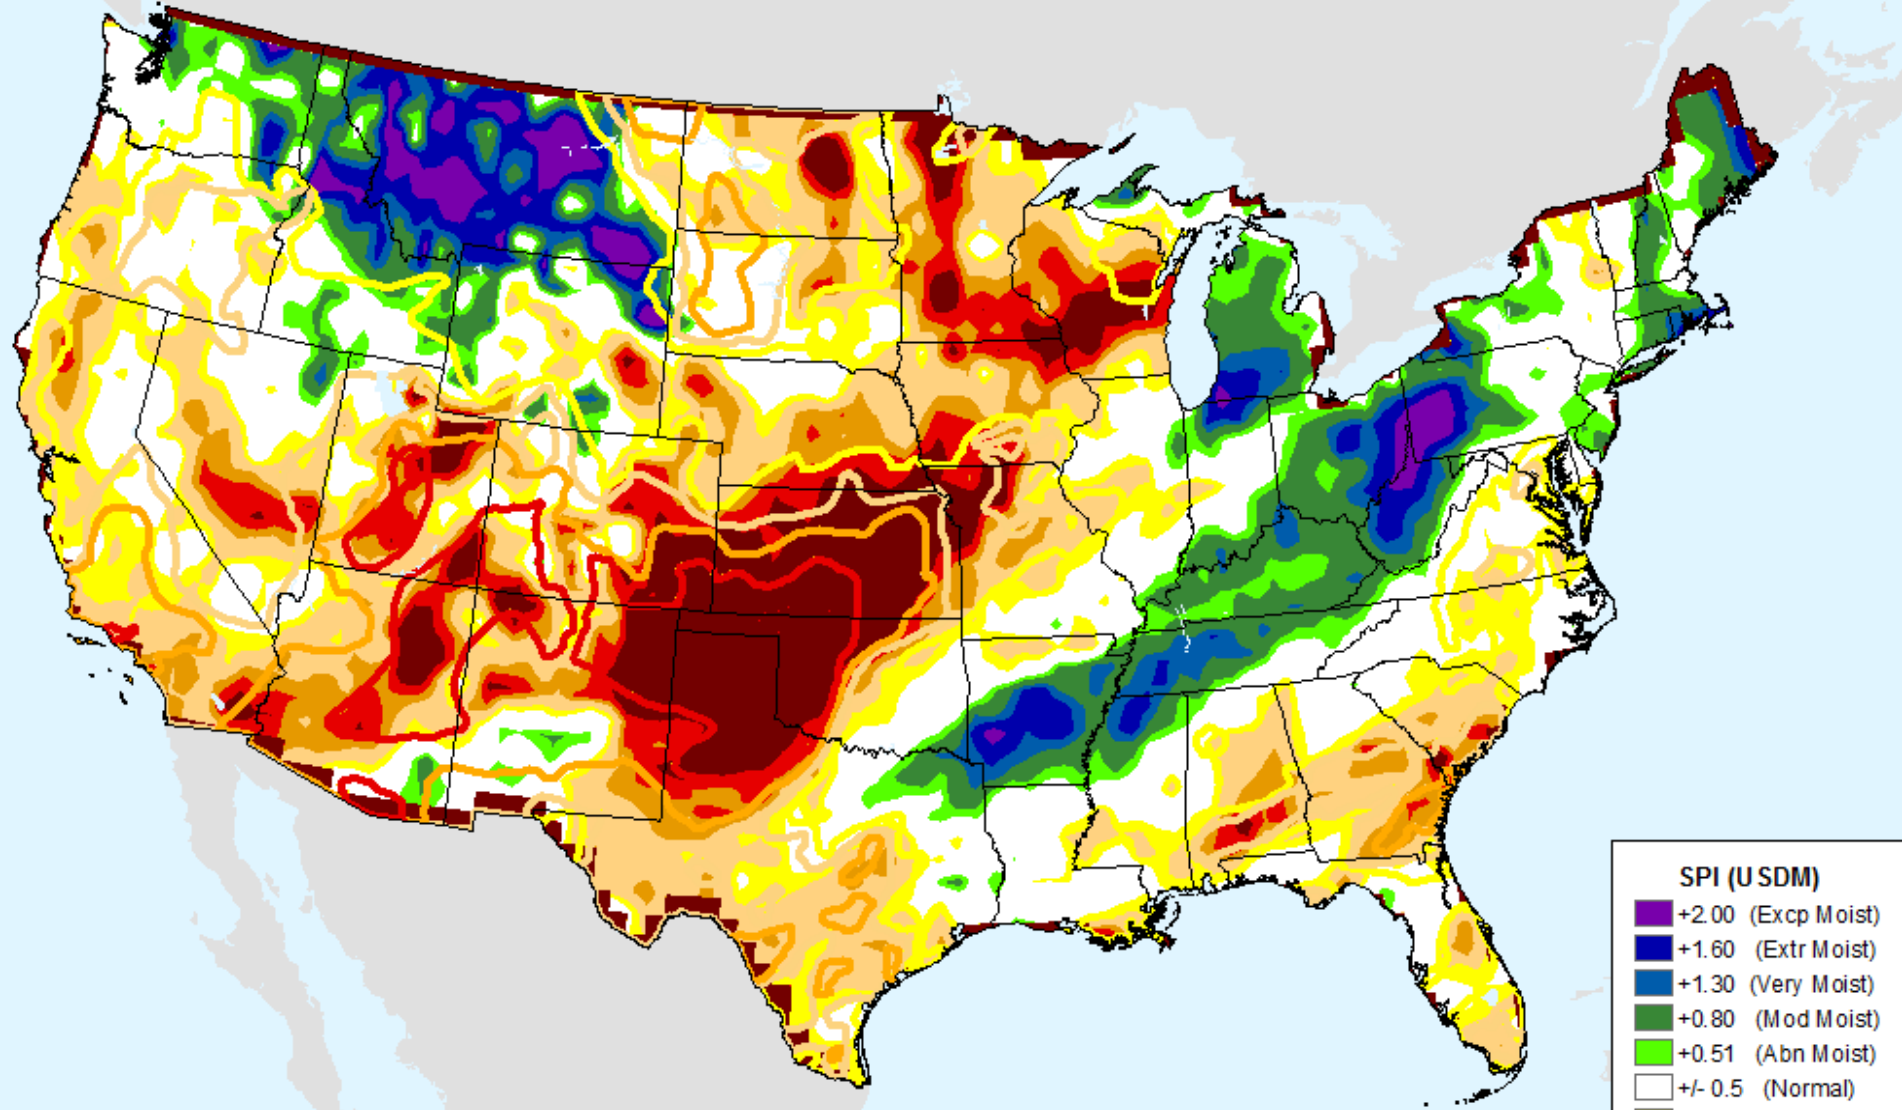 SPI (USDM)
+2.00 (Excp Moist)
+1.60 (Extr Moist)
+1.30 (Very Moist)
+0.80 (Mod Moist)
+0.51 (Abn Moist)
+/- 0.5 (Normal)